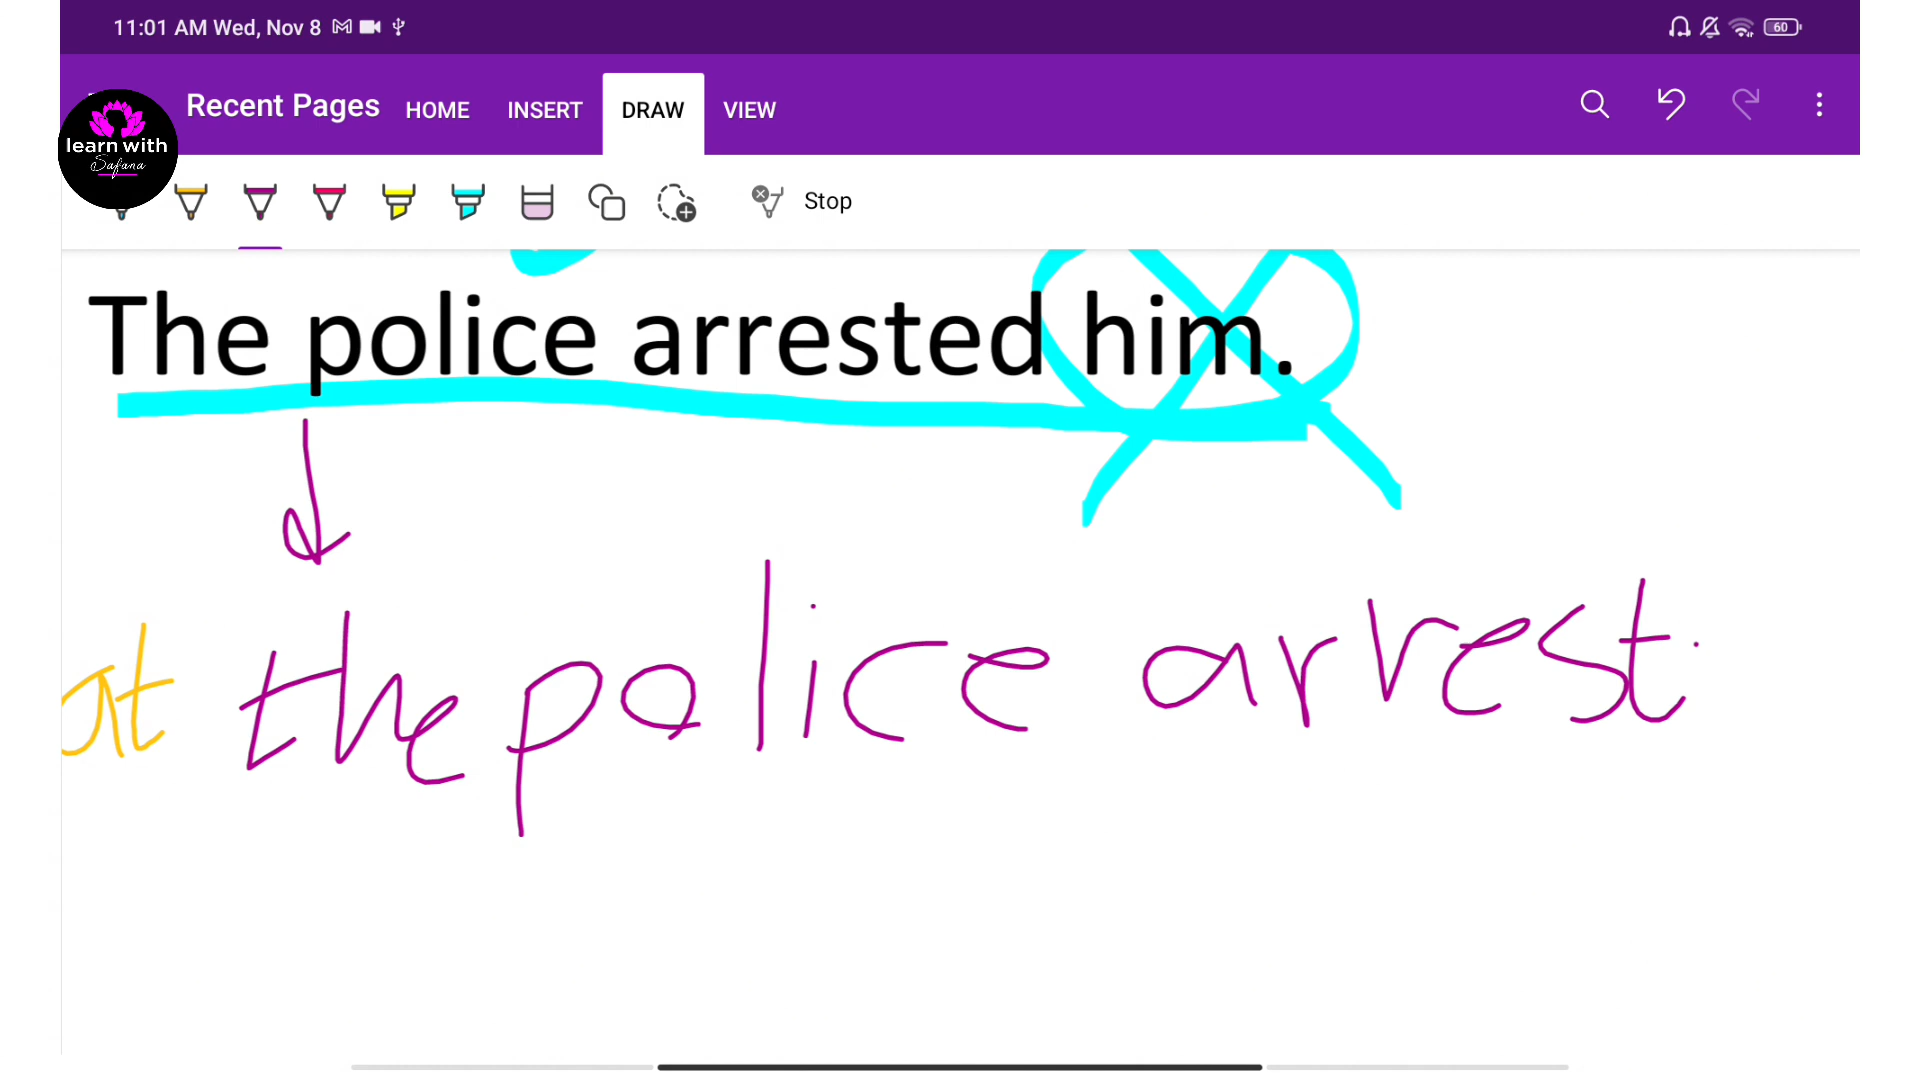 11:01 AM Wed, Nov 8
60
Recent Pages HOME INSERT DRAW VIEW
learn with
Safana
Stop
The police arrested him.
at the police arrest.